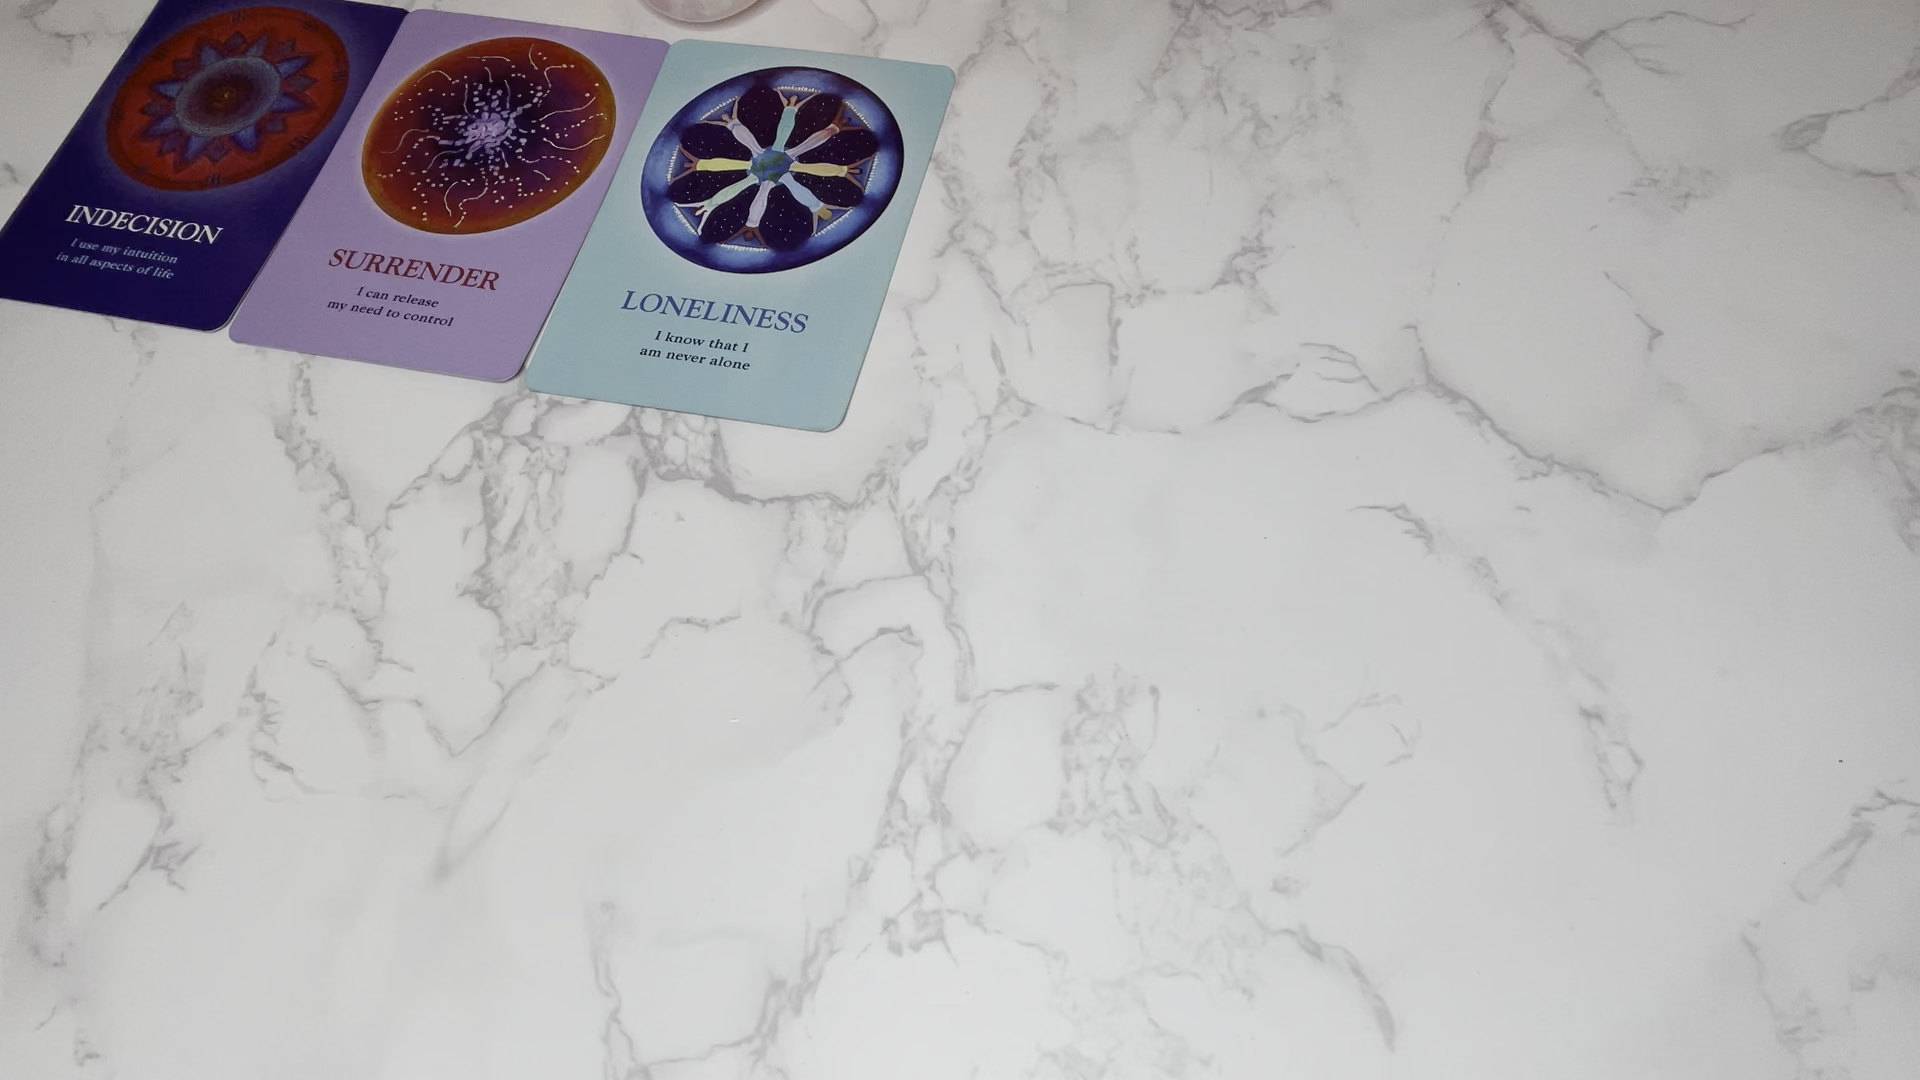 INDECISION
I use my intuition
in all aspects of life
SURRENDER
I can release
my need to control
LONELINESS
I know that I
am never alone